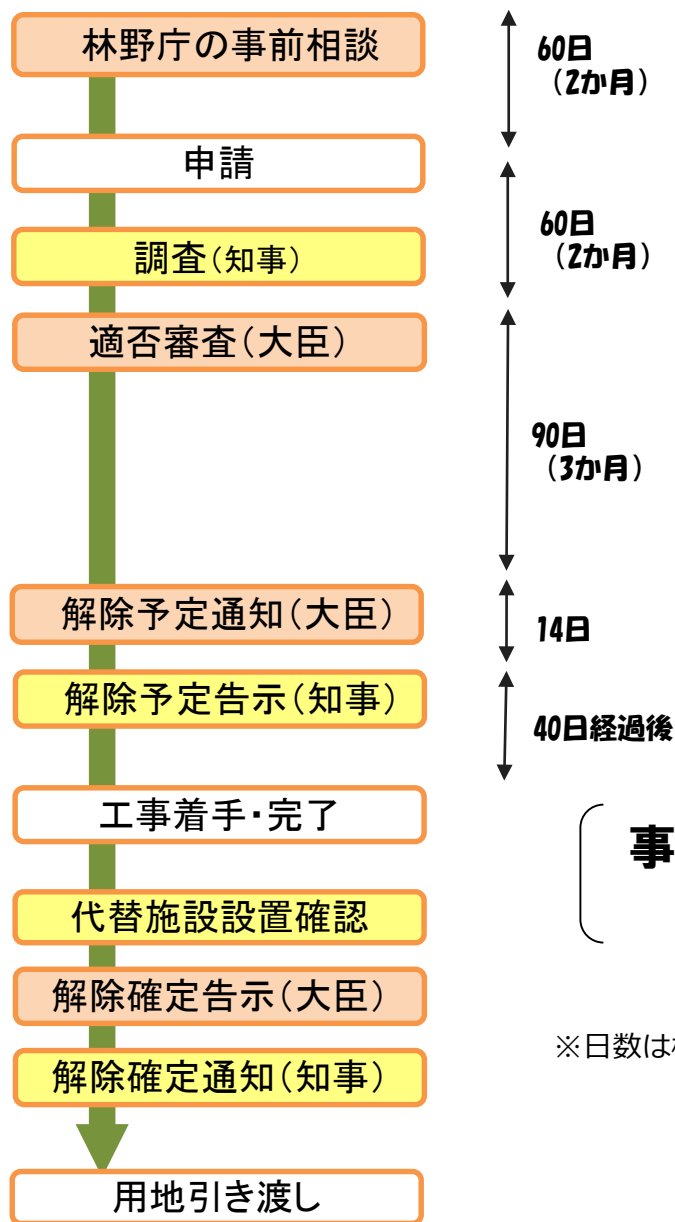 林野庁の事前相談
60日
（2か月）
申請
60日
（2か月）
調査（知事）
適否審査（大臣）
90日
（3か月）
解除予定通知（大臣）
14日
解除予定告示（知事）
40日経過後
工事着手・完了
事
代替施設設置確認
解除確定告示（大臣）
※日数は
解除確定通知（知事）
用地引き渡し